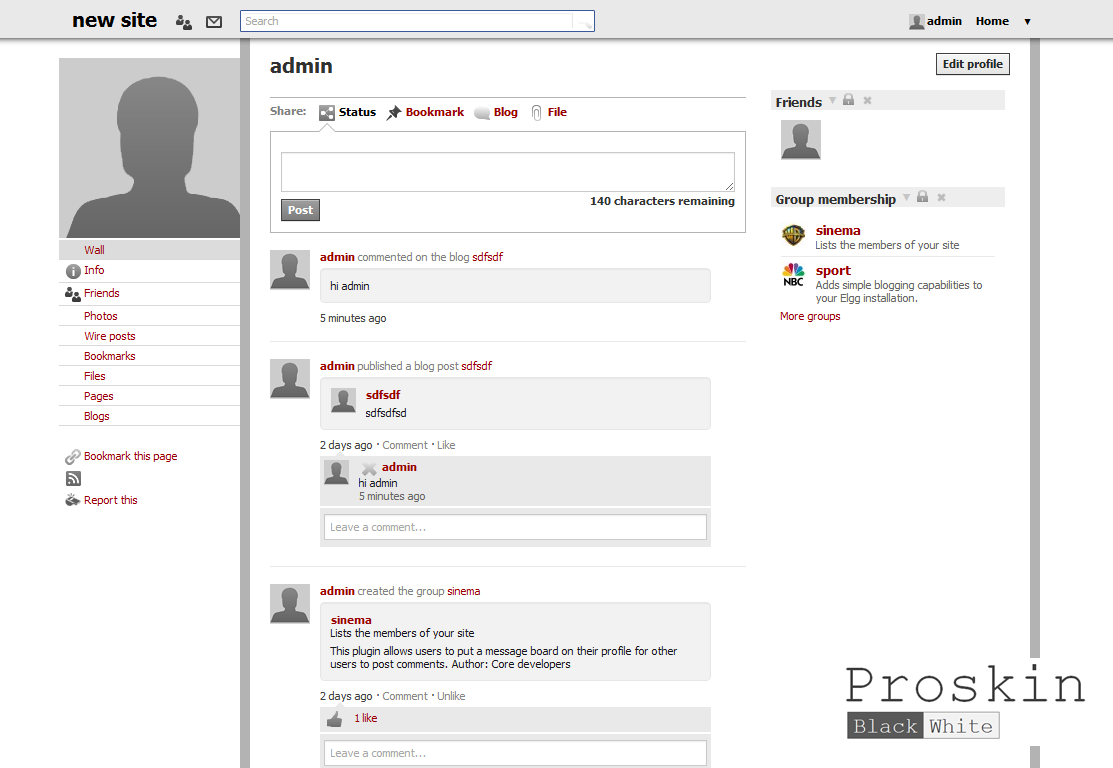 new site
Search
admin
Home ▼
admin
Edit profile
Share:
Status
Bookmark
Blog
File
140 characters remaining
Post
Wall
Info
Friends
Photos
Wire posts
Bookmarks
Files
Pages
Blogs
Bookmark this page
Report this
admin commented on the blog sdfsdf
hi admin
5 minutes ago
admin published a blog post sdfsdf
sdfsdf
sdfsdfsd
2 days ago · Comment · Like
admin
hi admin
5 minutes ago
Leave a comment...
admin created the group sinema
sinema
Lists the members of your site
This plugin allows users to put a message board on their profile for other
users to post comments. Author: Core developers
2 days ago · Comment · Unlike
1 like
Leave a comment...
Friends
Group membership
sinema
Lists the members of your site
NBC
sport
Adds simple blogging capabilities to
your Elgg installation.
More groups
Proskin
Black White